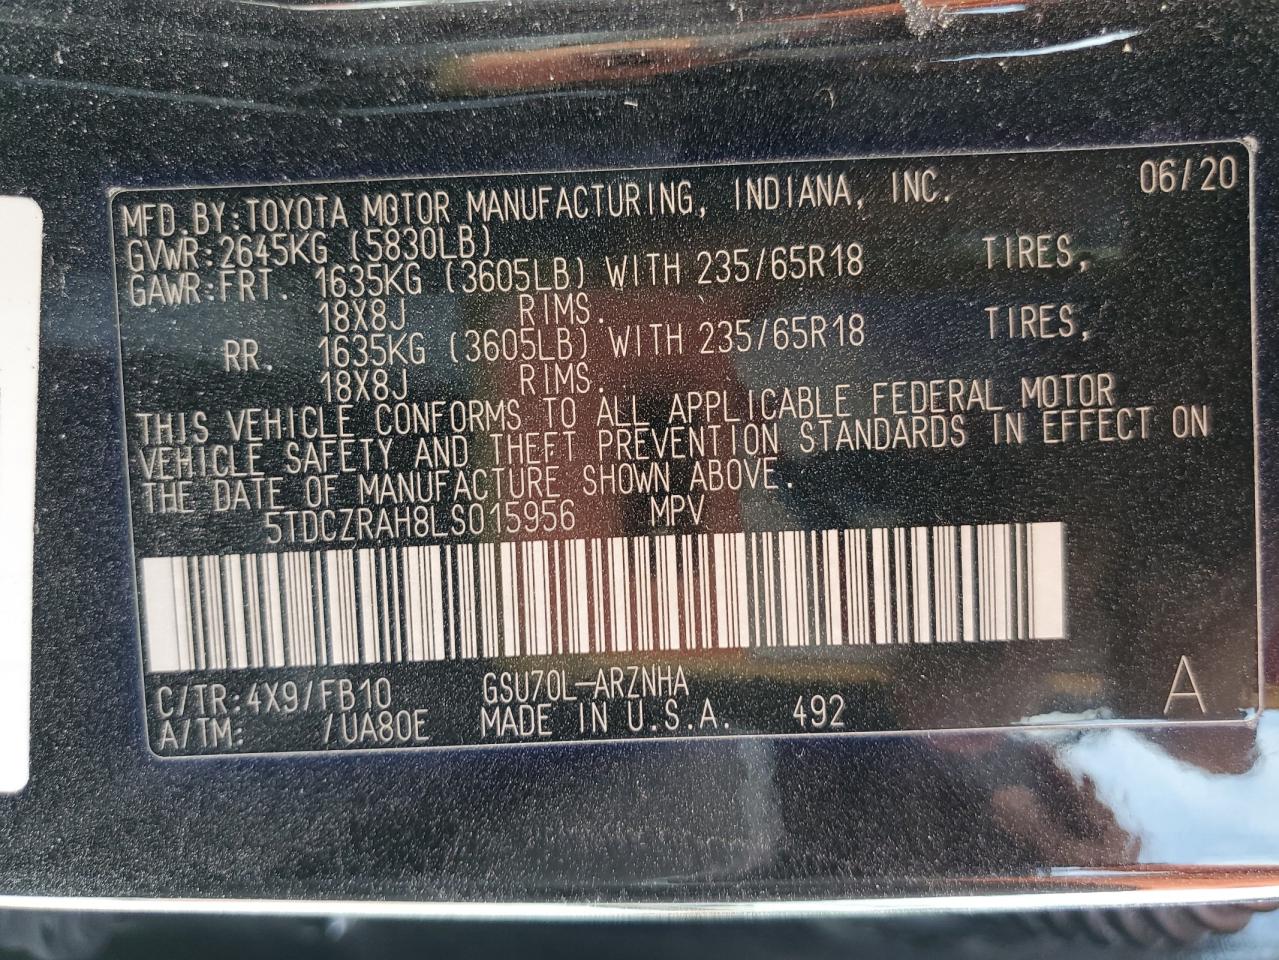 06/20
MFD.BY:TOYOTA MOTOR MANUFACTURING, INDIANA, INC.
GVWR:2645KG (5830LB)
GAWR:FRT. 1635KG (3605LB) WITH 235/65R18 TIRES,
18X8J RIMS.
RR. 1635KG (3605LB) WITH 235/65R18 TIRES,
18X8J RIMS.
THIS VEHICLE CONFORMS TO ALL APPLICABLE FEDERAL MOTOR
VEHICLE SAFETY AND THEFT PREVENTION STANDARDS IN EFFECT ON
THE DATE OF MANUFACTURE SHOWN ABOVE.
5TDCZRAH8LS015956 MPV
C/TR:4X9/FB10 GSU70L-ARZNHA
A/TM: /UA80E MADE IN U.S.A. 492
A